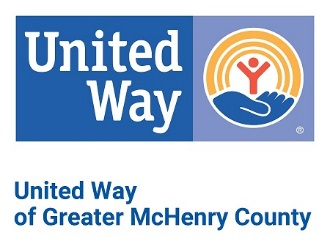 United
Way
®
United Way
of Greater McHenry County